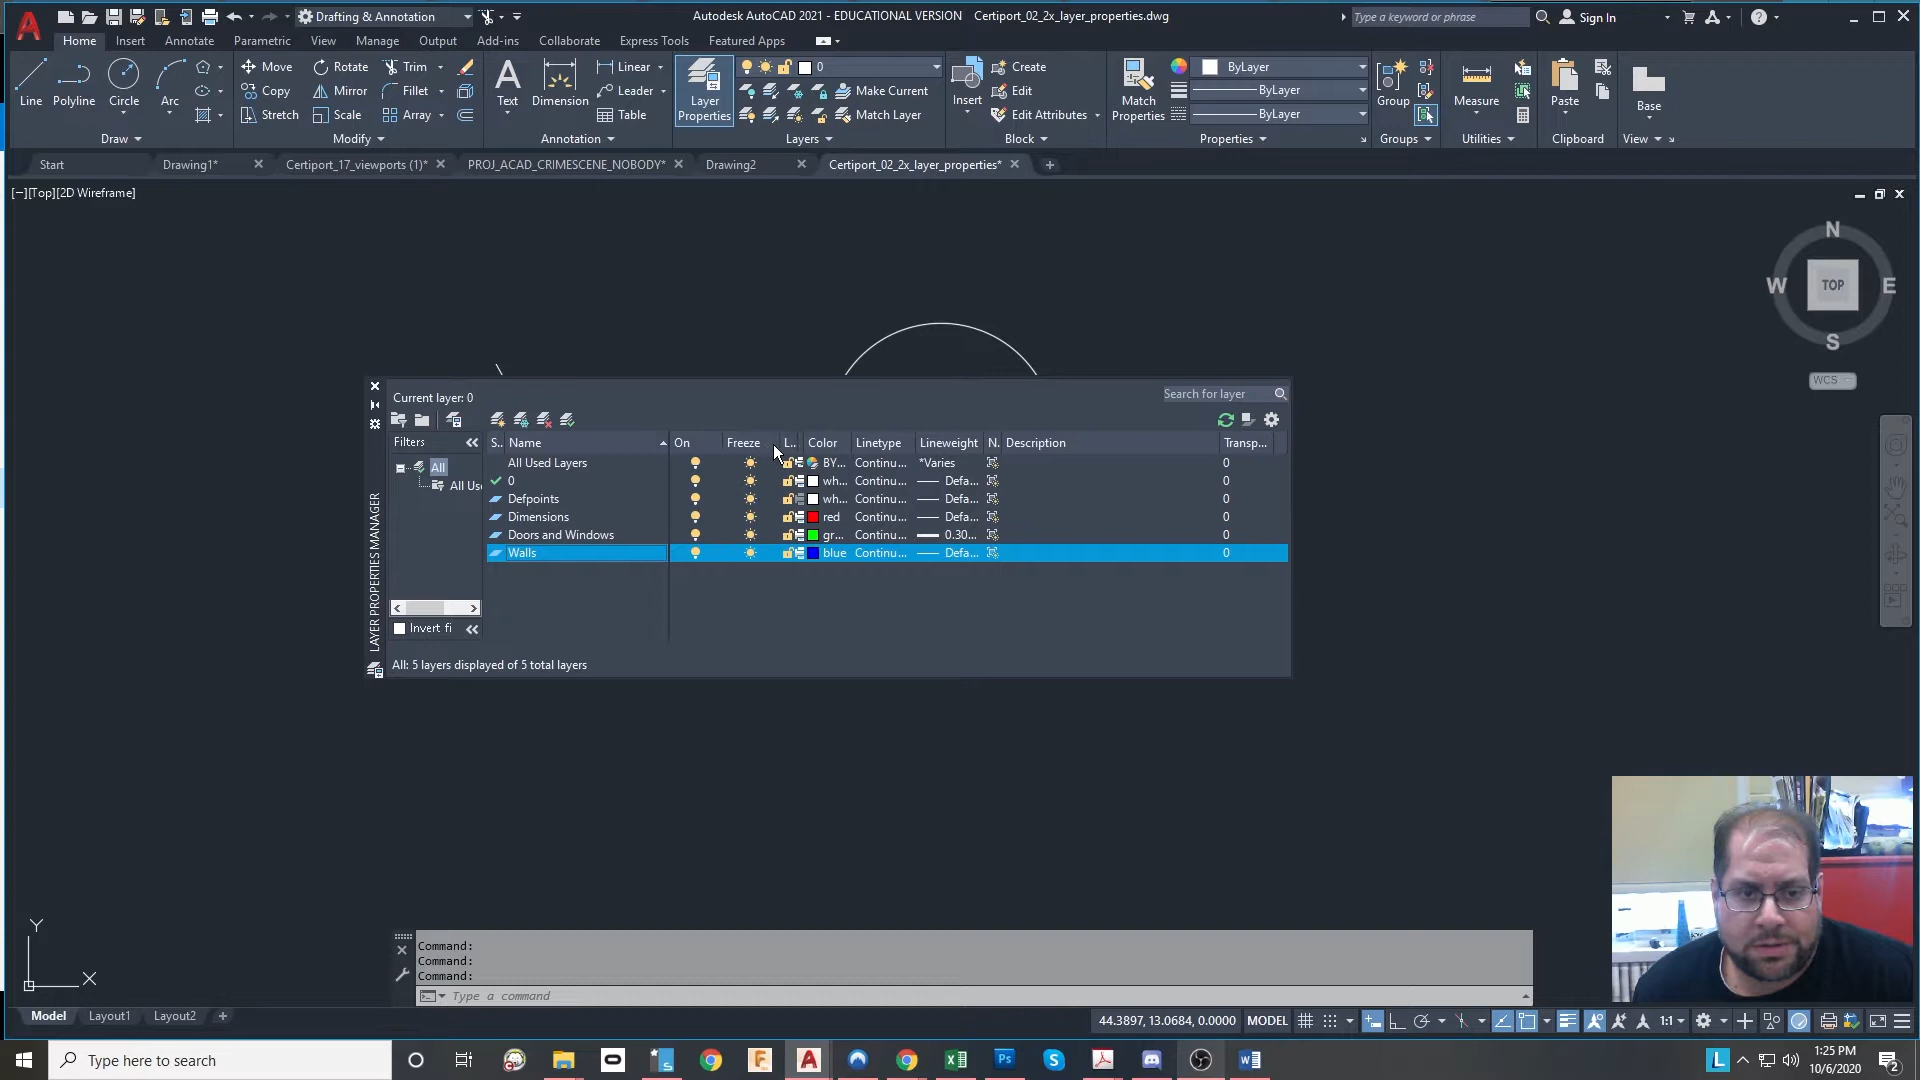 Drafting & Annotation
Autodesk AutoCAD 2021 - EDUCATIONAL VERSION Certiport_02_2x_layer_properties.dwg
Type a keyword or phrase
Sign In
Home Insert Annotate Parametric View Manage Output Add-ins Collaborate Express Tools Featured Apps
Line Polyline Circle Arc
Draw
Move Rotate Trim
Copy Mirror Fillet
Stretch Scale Array
Modify
Text Dimension
Linear
Leader
Table
Annotation
Layer Properties
0
Make Current
Match Layer
Layers
Insert
Create
Edit
Edit Attributes
Block
Match Properties
ByLayer
ByLayer
ByLayer
Properties
Group
Groups
Measure
Utilities
Paste
Clipboard
Base
View
Start Drawing1* Certiport_17_viewports (1)* PROJ_ACAD_CRIMESCENE_NOBODY* Drawing2 Certiport_02_2x_layer_properties*
[−][Top][2D Wireframe]
N
W TOP E
S
WCS
Current layer: 0
Search for layer
Filters S.. Name On Freeze L.. Color Linetype Lineweight N. Description Transp...
All
All Use
All Used Layers BY... Continu... *Varies 0
0 wh... Continu... Defa... 0
Defpoints wh... Continu... Defa... 0
Dimensions red Continu... Defa... 0
Doors and Windows gr... Continu... 0.30... 0
Walls blue Continu... Defa... 0
Invert fi
All: 5 layers displayed of 5 total layers
LAYER PROPERTIES MANAGER
Command:
Command:
Command:
Type a command
Y
X
Model Layout1 Layout2
44.3897, 13.0684, 0.0000 MODEL 1:1
Type here to search
1:25 PM
10/6/2020
2